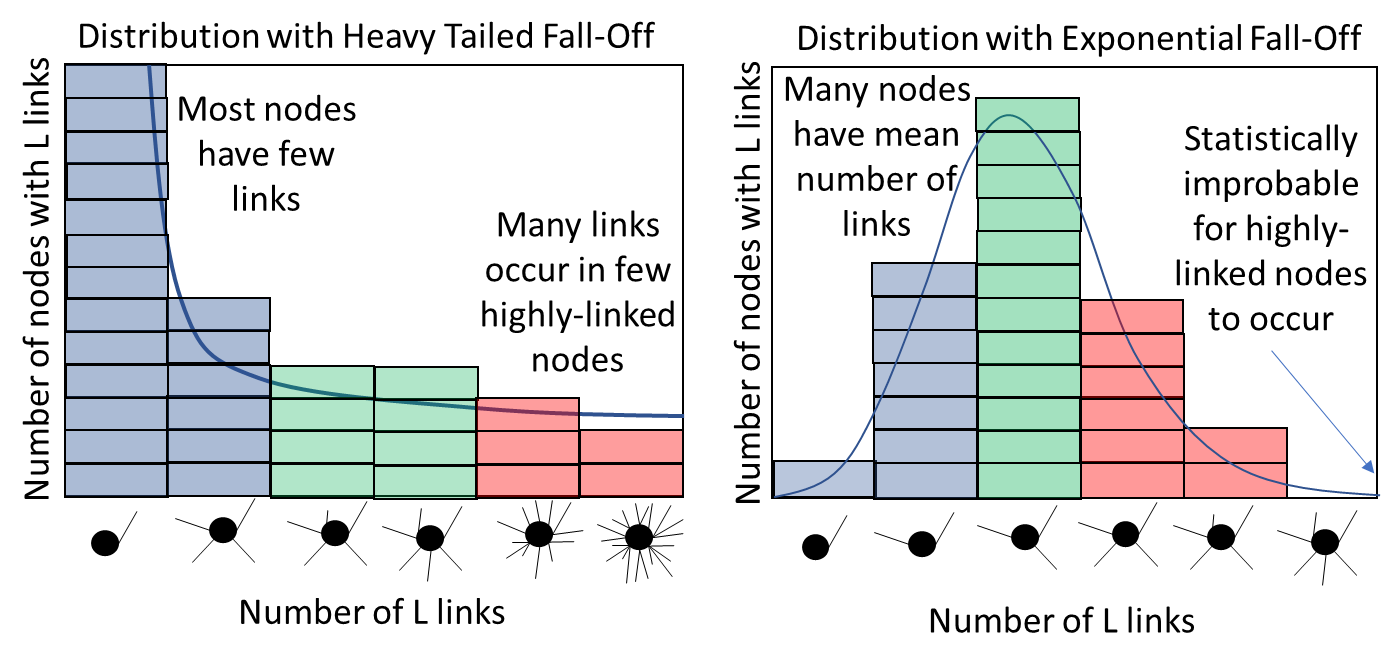 Distribution with Heavy Tailed Fall-Off
Number of nodes with L links
Most nodes
have few
links
Many links
occur in few
highly-linked
nodes
Number of L links
Distribution with Exponential Fall-Off
Number of nodes with L links
Many nodes
have mean
number of
links
Statistically
improbable
for highly-
linked nodes
to occur
Number of L links